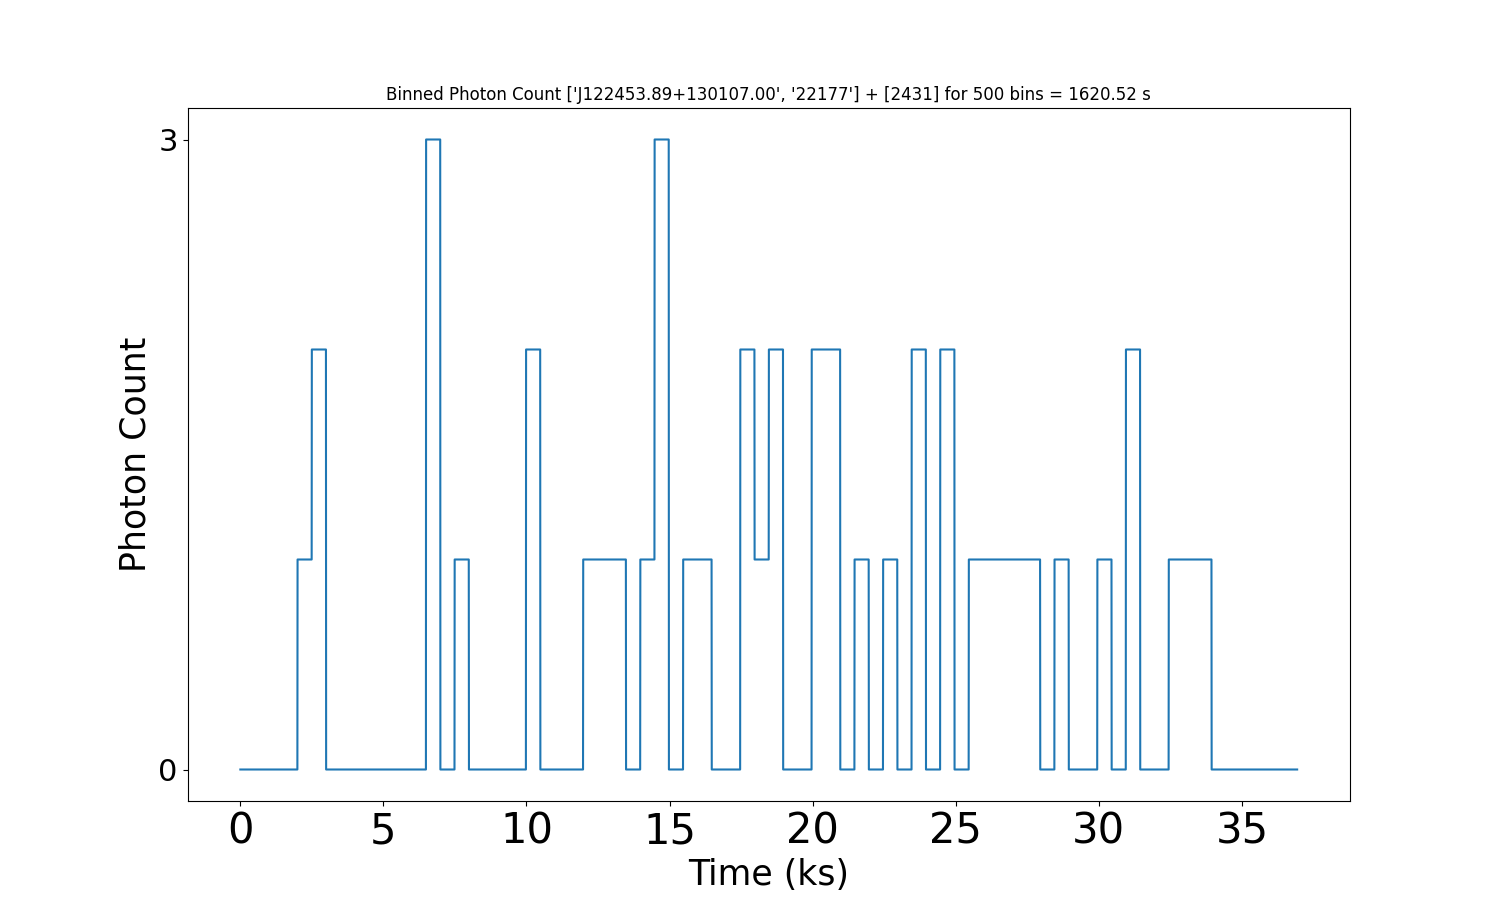 Binned Photon Count ['J122453.89+130107.00', '22177'] + [2431] for 500 bins = 1620.52 s
3
Photon Count
0
0 5 10 15 20 25 30 35
Time (ks)